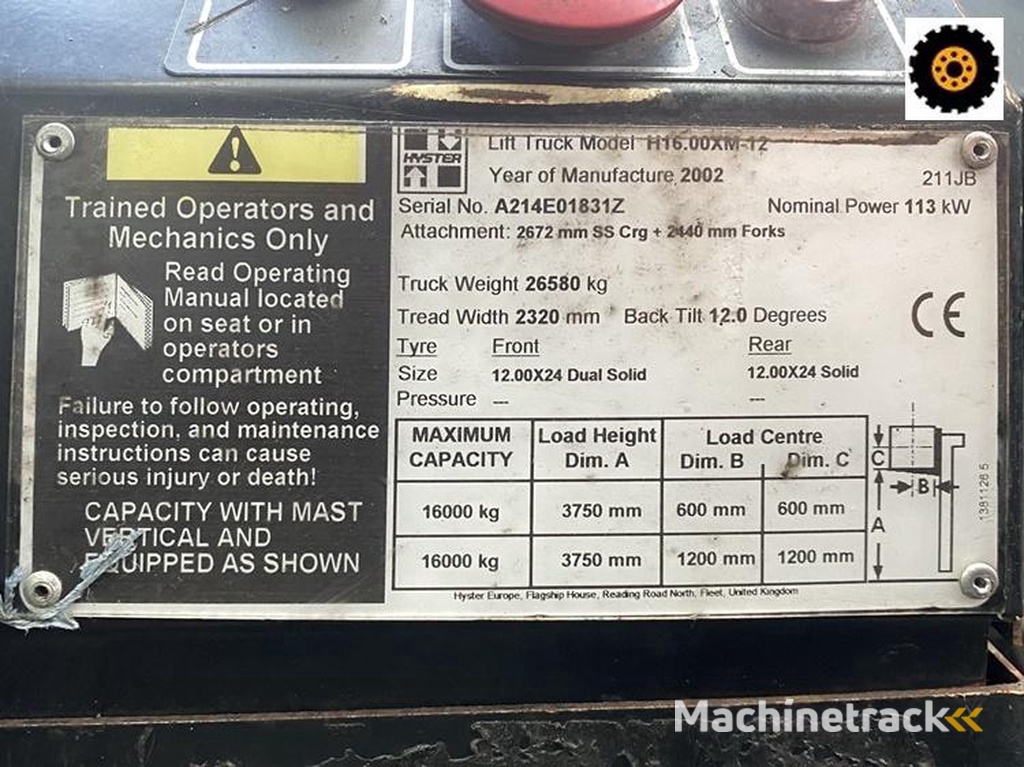 Trained Operators and
Mechanics Only
Read Operating
Manual located
on seat or in
operators
compartment
Failure to follow operating,
inspection, and maintenance
instructions can cause
serious injury or death!
CAPACITY WITH MAST
VERTICAL AND
EQUIPPED AS SHOWN
HYSTER
Lift Truck Model H16.00XM-12
Year of Manufacture 2002
211JB
Serial No. A214E01831Z Nominal Power 113 kW
Attachment: 2672 mm SS Crg + 2440 mm Forks
Truck Weight 26580 kg
Tread Width 2320 mm Back Tilt 12.0 Degrees
CE
Tyre Front Rear
Size 12.00X24 Dual Solid 12.00X24 Solid
Pressure --- ---
MAXIMUM CAPACITY Load Height Dim. A Load Centre Dim. B Dim. C
16000 kg 3750 mm 600 mm 600 mm
16000 kg 3750 mm 1200 mm 1200 mm
C
B
A
1381126 5
Hyster Europe, Flagship House, Reading Road North, Fleet, United Kingdom
Machinetrack